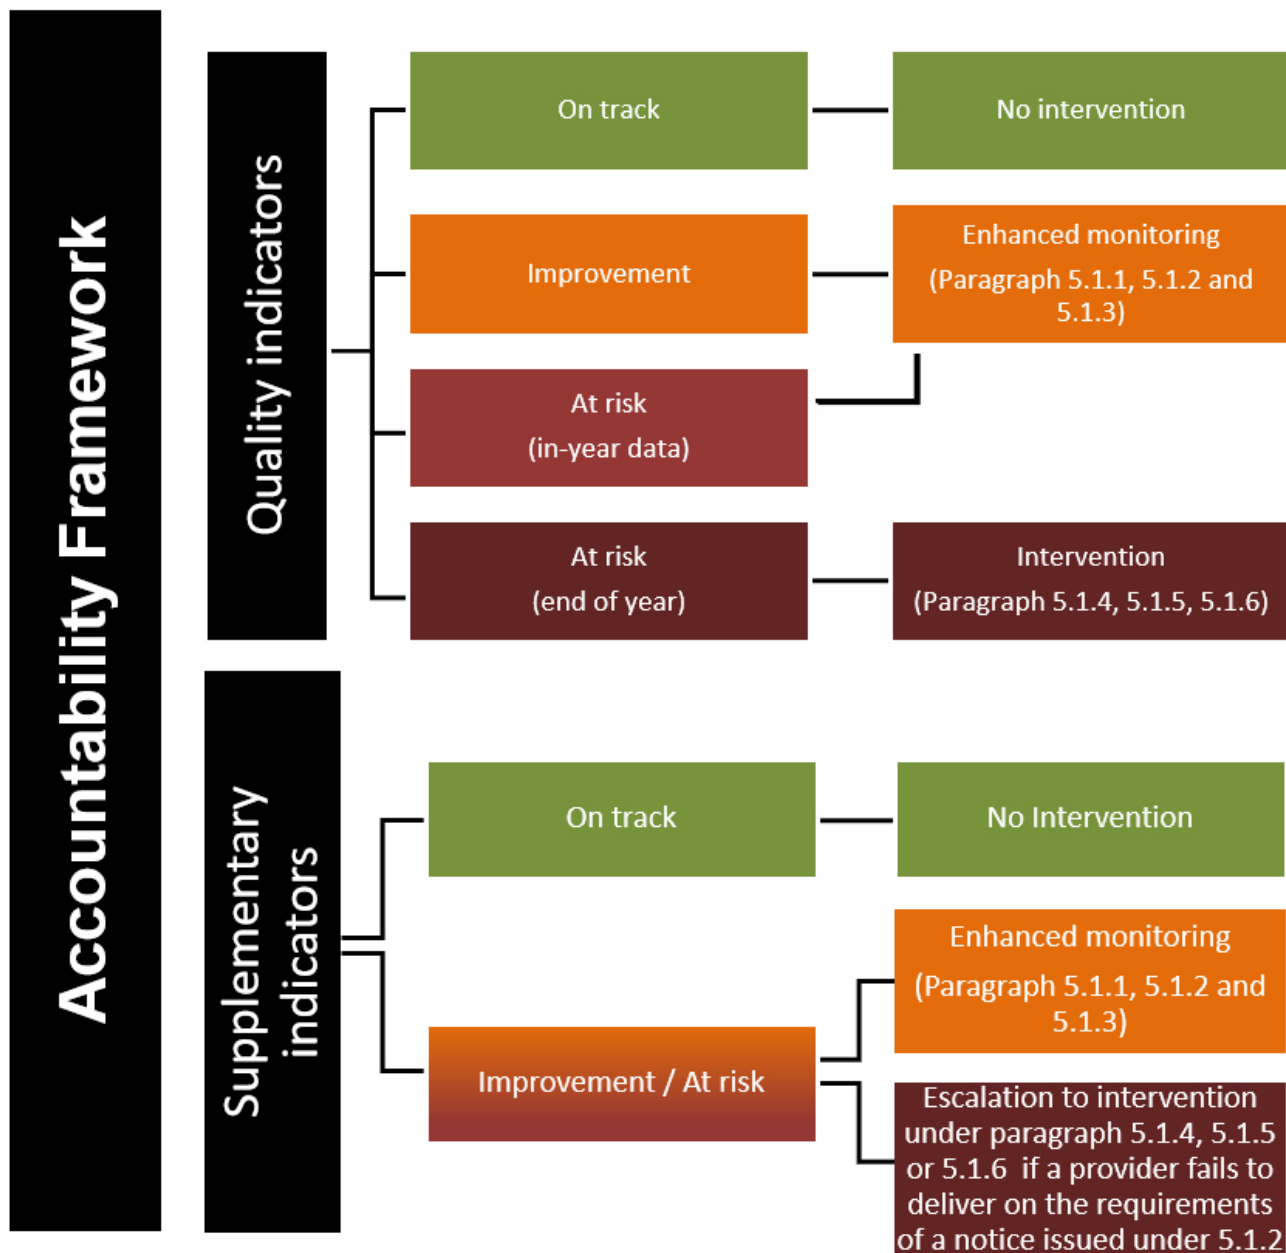 Accountability Framework
Quality indicators
On track
No intervention
Improvement
Enhanced monitoring
(Paragraph 5.1.1, 5.1.2 and
5.1.3)
At risk
(in-year data)
At risk
(end of year)
Intervention
(Paragraph 5.1.4, 5.1.5, 5.1.6)
Supplementary
indicators
On track
No Intervention
Improvement / At risk
Enhanced monitoring
(Paragraph 5.1.1, 5.1.2 and
5.1.3)
Escalation to intervention
under paragraph 5.1.4, 5.1.5
or 5.1.6 if a provider fails to
deliver on the requirements
of a notice issued under 5.1.2